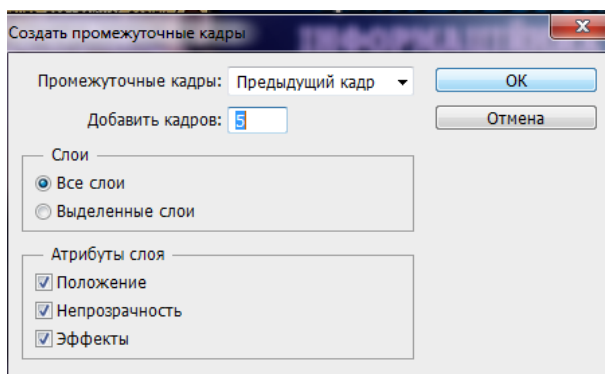 Создать промежуточные кадры
Промежуточные кадры: Предыдущий кадр
OK
Добавить кадров: 5
Отмена
Слои
Все слои
Выделенные слои
Атрибуты слоя
Положение
Непрозрачность
Эффекты